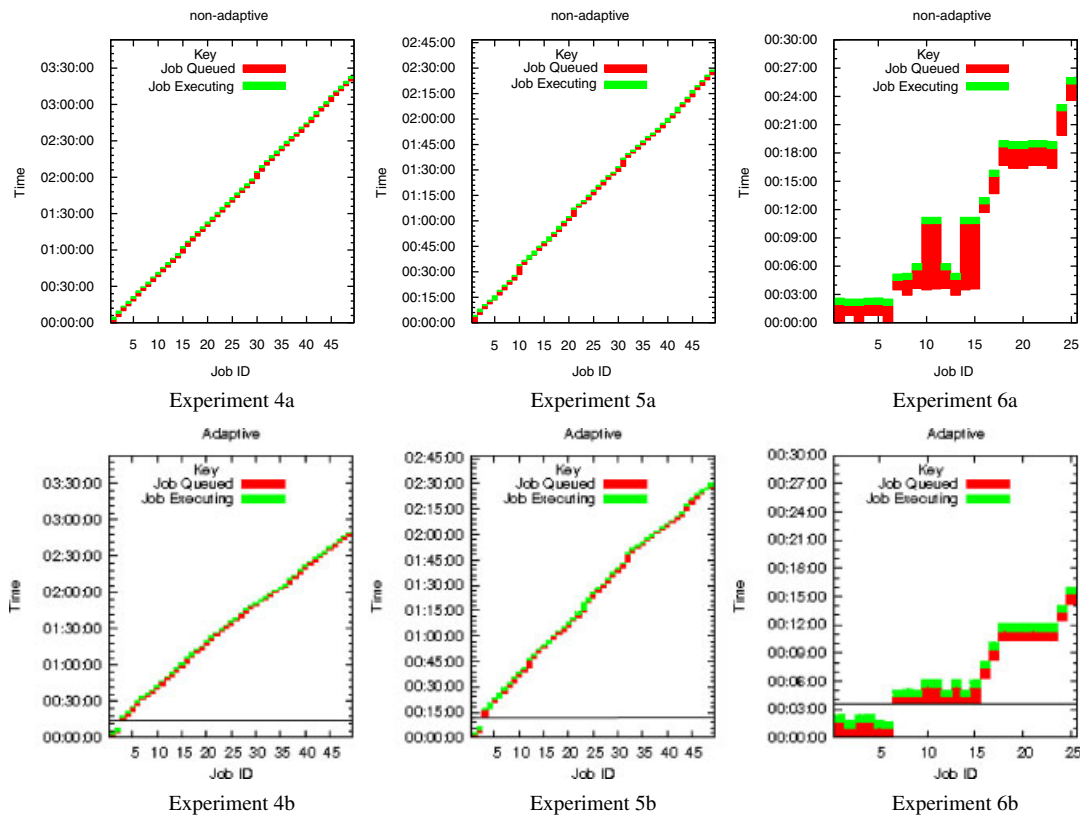 non-adaptive
Key
Job Queued
Job Executing
03:30:00
03:00:00
02:30:00
02:00:00
01:30:00
01:00:00
00:30:00
00:00:00
Time
5 10 15 20 25 30 35 40 45
Job ID
Experiment 4a
non-adaptive
Key
Job Queued
Job Executing
02:45:00
02:30:00
02:15:00
02:00:00
01:45:00
01:30:00
01:15:00
01:00:00
00:45:00
00:30:00
00:15:00
00:00:00
Time
5 10 15 20 25 30 35 40 45
Job ID
Experiment 5a
non-adaptive
Key
Job Queued
Job Executing
00:30:00
00:27:00
00:24:00
00:21:00
00:18:00
00:15:00
00:12:00
00:09:00
00:06:00
00:03:00
00:00:00
Time
5 10 15 20 25
Job ID
Experiment 6a
Adaptive
Key
Job Queued
Job Executing
03:30:00
03:00:00
02:30:00
02:00:00
01:30:00
01:00:00
00:30:00
00:00:00
Time
5 10 15 20 25 30 35 40 45
Job ID
Experiment 4b
Adaptive
Key
Job Queued
Job Executing
02:45:00
02:30:00
02:15:00
02:00:00
01:45:00
01:30:00
01:15:00
01:00:00
00:45:00
00:30:00
00:15:00
00:00:00
Time
5 10 15 20 25 30 35 40 45
Job ID
Experiment 5b
Adaptive
Key
Job Queued
Job Executing
00:30:00
00:27:00
00:24:00
00:21:00
00:18:00
00:15:00
00:12:00
00:09:00
00:06:00
00:03:00
00:00:00
Time
5 10 15 20 25
Job ID
Experiment 6b